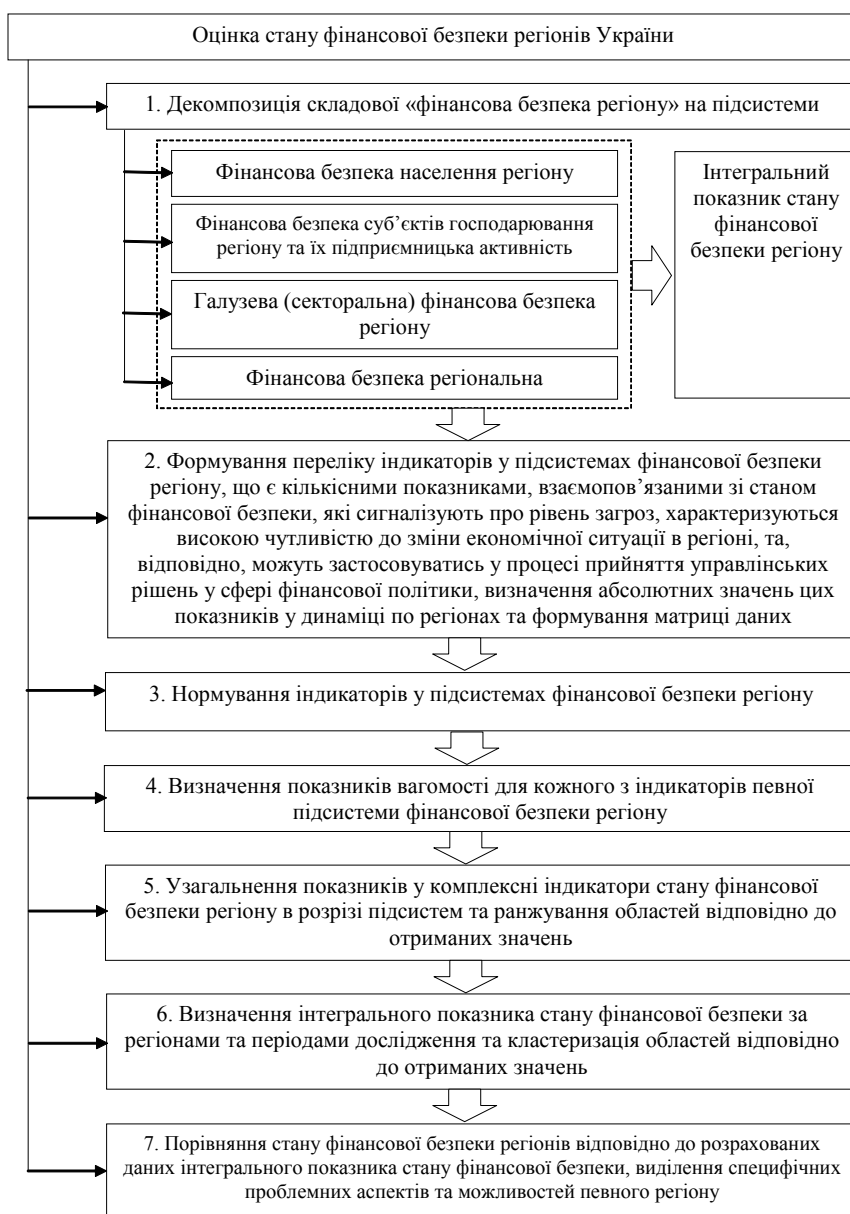 Оцінка стану фінансової безпеки регіонів України
1. Декомпозиція складової «фінансова безпека регіону» на підсистеми
Фінансова безпека населення регіону
Фінансова безпека суб’єктів господарювання
регіону та їх підприємницька активність
Галузева (секторальна) фінансова безпека
регіону
Фінансова безпека регіональна
Інтегральний
показник стану
фінансової
безпеки регіону
2. Формування переліку індикаторів у підсистемах фінансової безпеки
регіону, що є кількісними показниками, взаємопов’язаними зі станом
фінансової безпеки, які сигналізують про рівень загроз, характеризуються
високою чутливістю до зміни економічної ситуації в регіоні, та,
відповідно, можуть застосовуватись у процесі прийняття управлінських
рішень у сфері фінансової політики, визначення абсолютних значень цих
показників у динаміці по регіонах та формування матриці даних
3. Нормування індикаторів у підсистемах фінансової безпеки регіону
4. Визначення показників вагомості для кожного з індикаторів певної
підсистеми фінансової безпеки регіону
5. Узагальнення показників у комплексні індикатори стану фінансової
безпеки регіону в розрізі підсистем та ранжування областей відповідно до
отриманих значень
6. Визначення інтегрального показника стану фінансової безпеки за
регіонами та періодами дослідження та кластеризація областей відповідно
до отриманих значень
7. Порівняння стану фінансової безпеки регіонів відповідно до розрахованих
даних інтегрального показника стану фінансової безпеки, виділення специфічних
проблемних аспектів та можливостей певного регіону